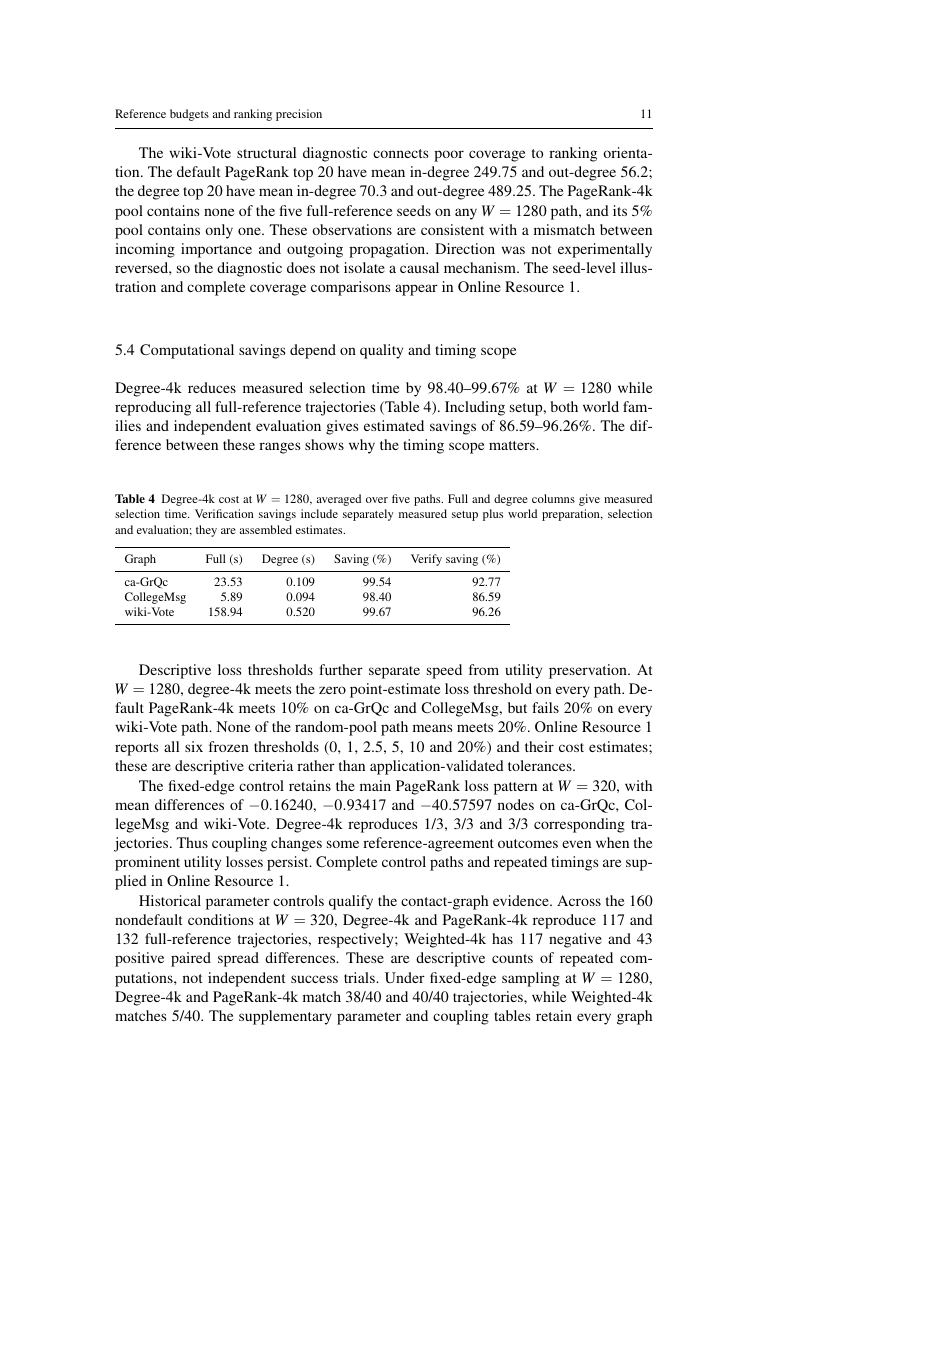 Reference budgets and ranking precision 11
The wiki-Vote structural diagnostic connects poor coverage to ranking orienta-
tion. The default PageRank top 20 have mean in-degree 249.75 and out-degree 56.2;
the degree top 20 have mean in-degree 70.3 and out-degree 489.25. The PageRank-4k
pool contains none of the five full-reference seeds on any W = 1280 path, and its 5%
pool contains only one. These observations are consistent with a mismatch between
incoming importance and outgoing propagation. Direction was not experimentally
reversed, so the diagnostic does not isolate a causal mechanism. The seed-level illus-
tration and complete coverage comparisons appear in Online Resource 1.
5.4 Computational savings depend on quality and timing scope
Degree-4k reduces measured selection time by 98.40–99.67% at W = 1280 while
reproducing all full-reference trajectories (Table 4). Including setup, both world fam-
ilies and independent evaluation gives estimated savings of 86.59–96.26%. The dif-
ference between these ranges shows why the timing scope matters.
Table 4 Degree-4k cost at W = 1280, averaged over five paths. Full and degree columns give measured
selection time. Verification savings include separately measured setup plus world preparation, selection
and evaluation; they are assembled estimates.
Graph Full (s) Degree (s) Saving (%) Verify saving (%)
ca-GrQc 23.53 0.109 99.54 92.77
CollegeMsg 5.89 0.094 98.40 86.59
wiki-Vote 158.94 0.520 99.67 96.26
Descriptive loss thresholds further separate speed from utility preservation. At
W = 1280, degree-4k meets the zero point-estimate loss threshold on every path. De-
fault PageRank-4k meets 10% on ca-GrQc and CollegeMsg, but fails 20% on every
wiki-Vote path. None of the random-pool path means meets 20%. Online Resource 1
reports all six frozen thresholds (0, 1, 2.5, 5, 10 and 20%) and their cost estimates;
these are descriptive criteria rather than application-validated tolerances.
The fixed-edge control retains the main PageRank loss pattern at W = 320, with
mean differences of −0.16240, −0.93417 and −40.57597 nodes on ca-GrQc, Col-
legeMsg and wiki-Vote. Degree-4k reproduces 1/3, 3/3 and 3/3 corresponding tra-
jectories. Thus coupling changes some reference-agreement outcomes even when the
prominent utility losses persist. Complete control paths and repeated timings are sup-
plied in Online Resource 1.
Historical parameter controls qualify the contact-graph evidence. Across the 160
nondefault conditions at W = 320, Degree-4k and PageRank-4k reproduce 117 and
132 full-reference trajectories, respectively; Weighted-4k has 117 negative and 43
positive paired spread differences. These are descriptive counts of repeated com-
putations, not independent success trials. Under fixed-edge sampling at W = 1280,
Degree-4k and PageRank-4k match 38/40 and 40/40 trajectories, while Weighted-4k
matches 5/40. The supplementary parameter and coupling tables retain every graph